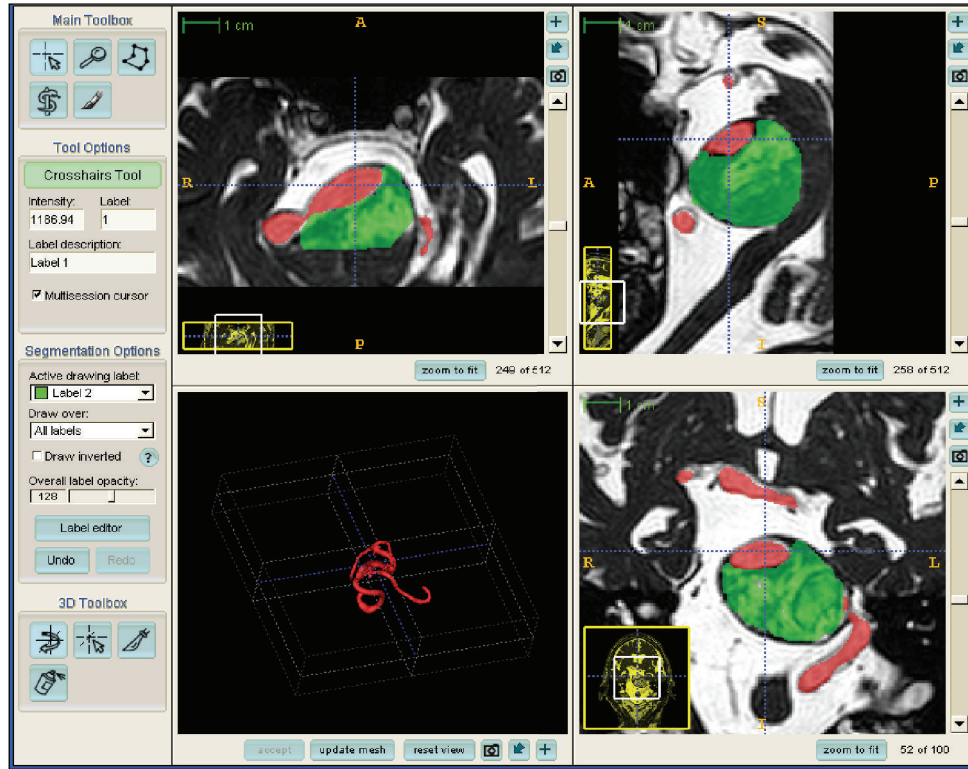 Main Toolbox
Tool Options
Crosshairs Tool
Intensity:
Label:
1186.94
1
Label description:
Label 1
Multisession cursor
Segmentation Options
Active drawing label:
Label 2
Draw over:
All labels
Draw inverted
?
Overall label opacity:
128
Label editor
Undo
Redo
3D Toolbox
1 cm
A
R
L
P
zoom to fit
249 of 512
1 cm
S
A
P
I
zoom to fit
258 of 512
accept
update mesh
reset view
1 cm
S
R
L
I
zoom to fit
52 of 100